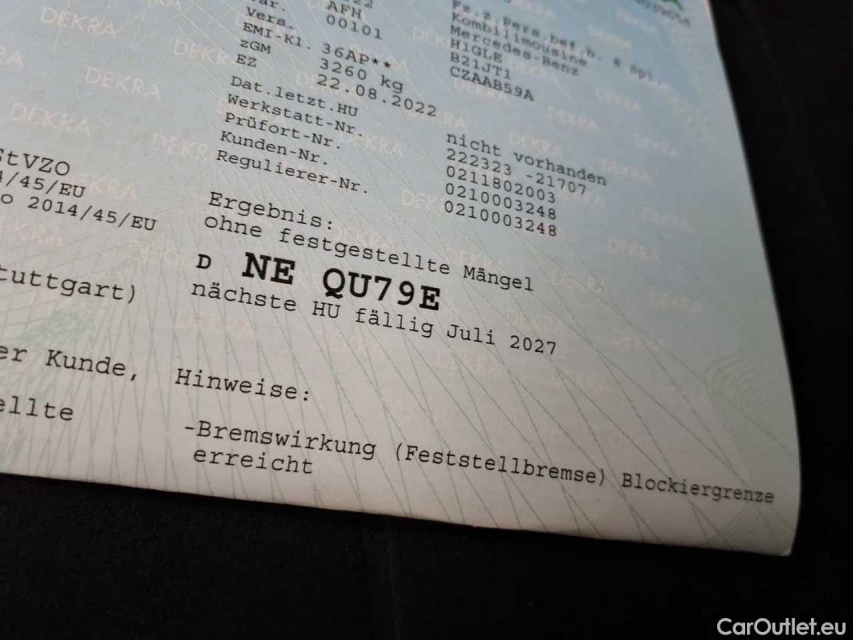 AFH
00101
Vers.
EMI-Kl. 36AP**
zGM 3260 kg
EZ 22.08.2022
Fz.z.Pers.bef.b. 8 Spl.
Kombilimousine
Mercedes-Benz
H1GLE
B21JT1
CZAAB59A
Dat.letzt.HU nicht vorhanden
Werkstatt-Nr. 222323 -21707
Prüfort-Nr. 0211802003
Kunden-Nr. 0210003248
Regulierer-Nr. 0210003248
StVZO
/45/EU
o 2014/45/EU
tuttgart)
er Kunde,
ellte
Ergebnis:
ohne festgestellte Mängel
D NE QU79E
nächste HU fällig Juli 2027
Hinweise:
-Bremswirkung (Feststellbremse) Blockiergrenze
erreicht
DEKRA
CarOutlet.eu